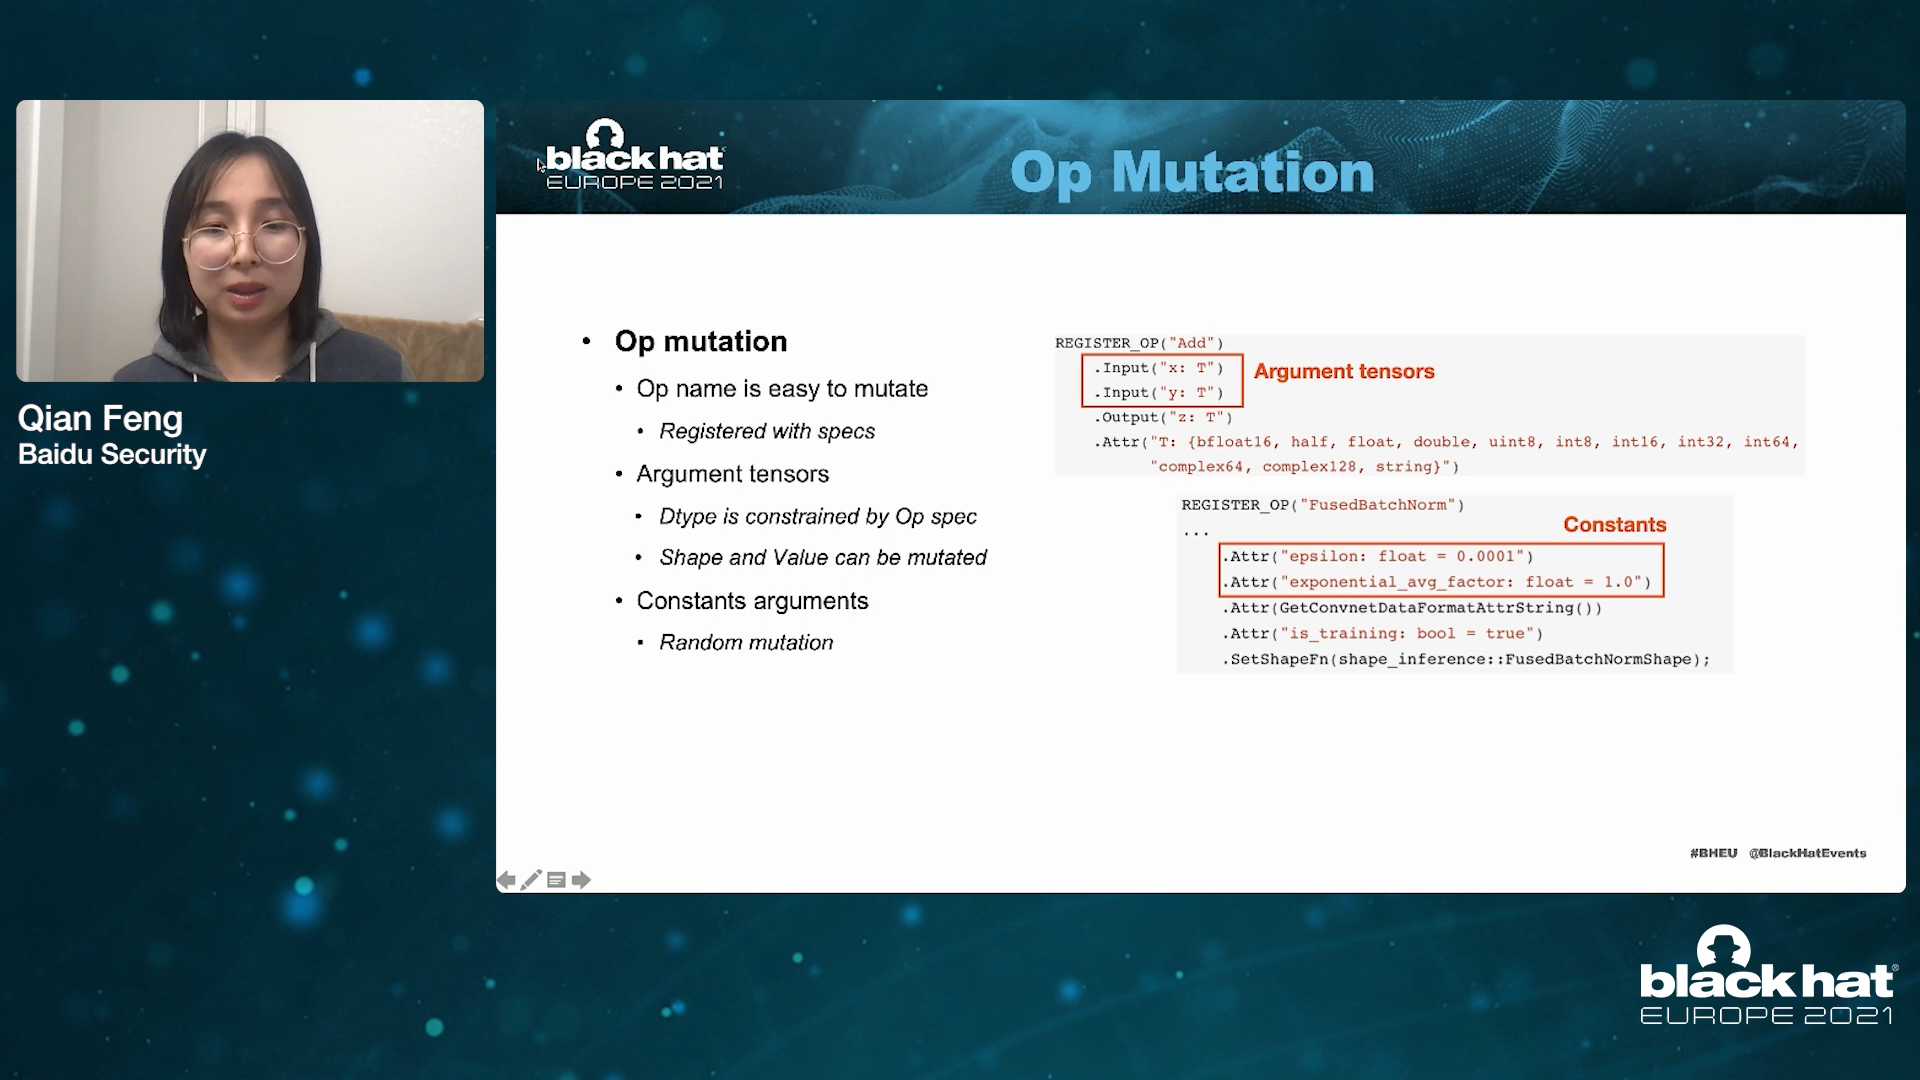 black hat
EUROPE 2021
Op Mutation
Qian Feng
Baidu Security
• Op mutation
• Op name is easy to mutate
• Registered with specs
• Argument tensors
• Dtype is constrained by Op spec
• Shape and Value can be mutated
• Constants arguments
• Random mutation
REGISTER_OP("Add")
.Input("x: T")
.Input("y: T")
Argument tensors
.Output("z: T")
.Attr("T: {bfloat16, half, float, double, uint8, int8, int16, int32, int64,
"complex64, complex128, string}")
REGISTER_OP("FusedBatchNorm")
Constants
...
.Attr("epsilon: float = 0.0001")
.Attr("exponential_avg_factor: float = 1.0")
.Attr(GetConvnetDataFormatAttrString())
.Attr("is_training: bool = true")
.SetShapeFn(shape_inference::FusedBatchNormShape);
#BHEU @BlackHatEvents
black hat®
EUROPE 2021